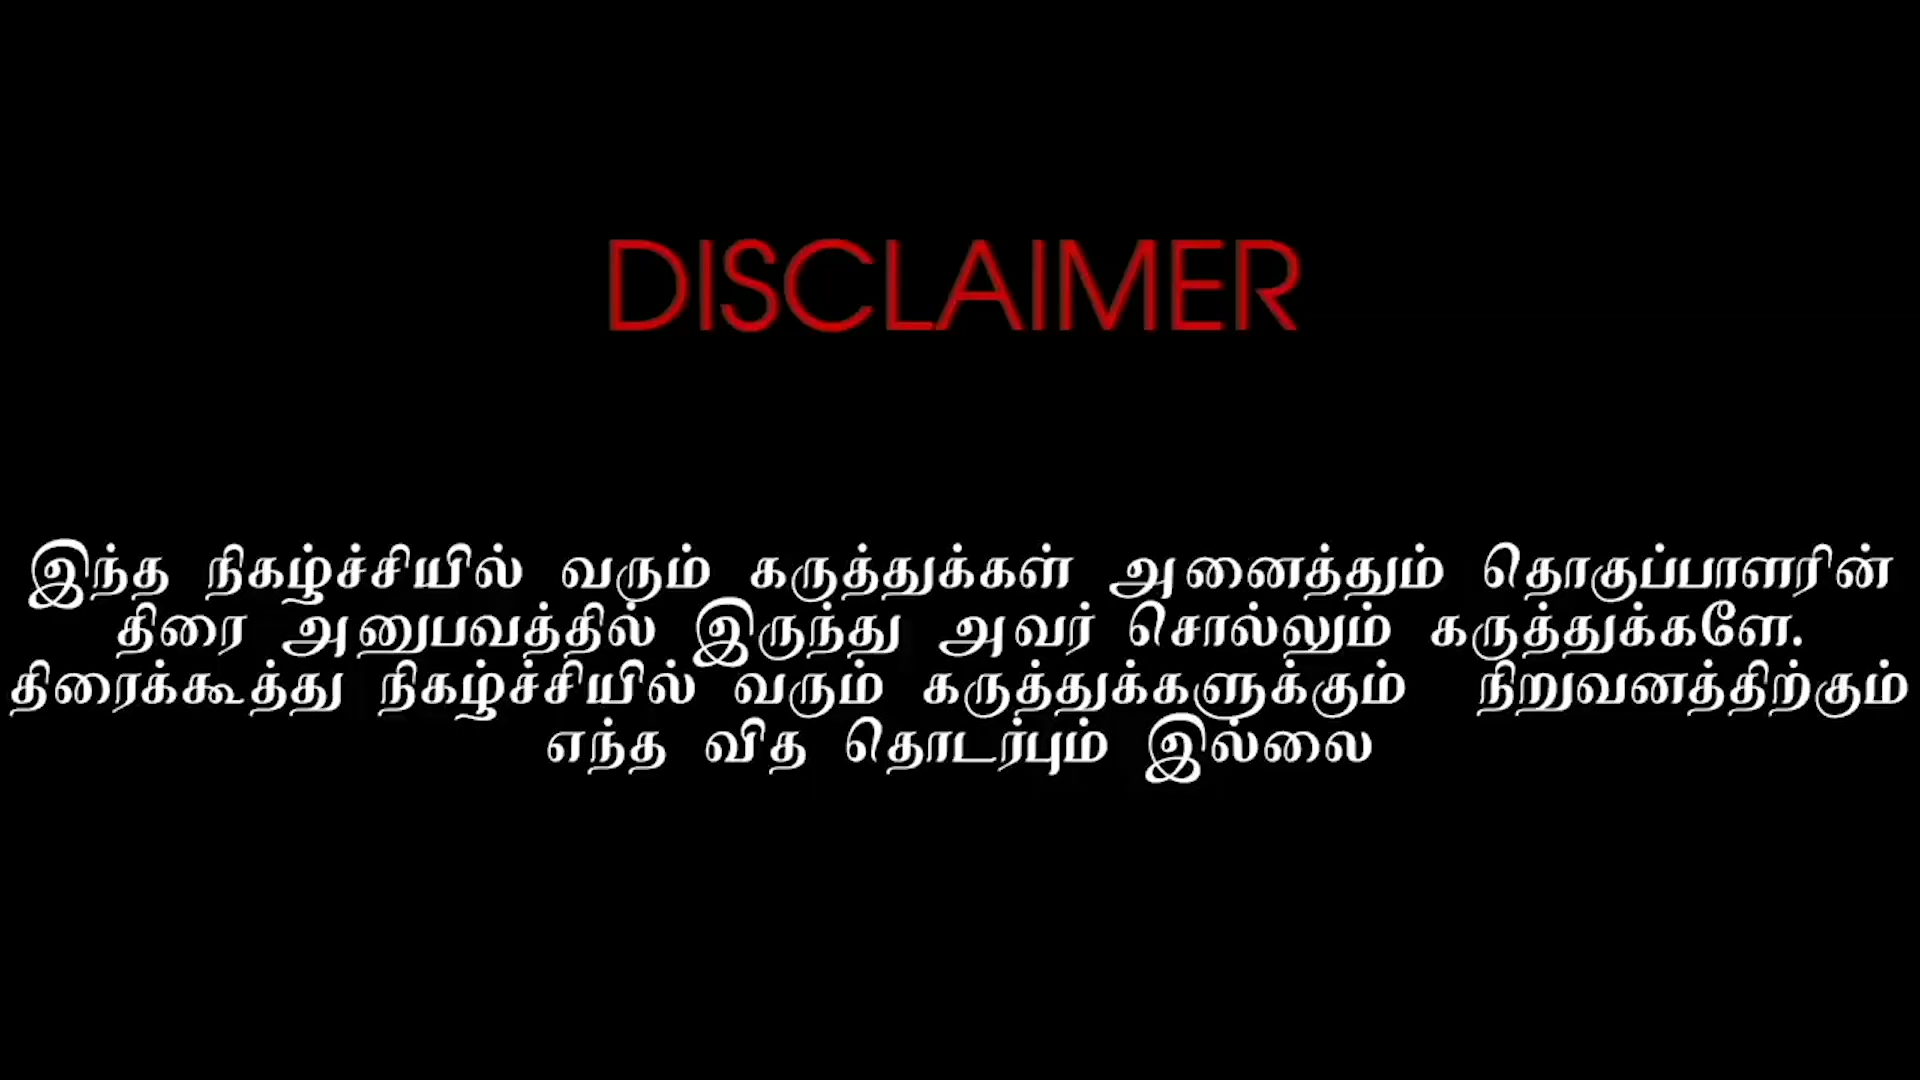 DISCLAIMER
இந்த நிகழ்ச்சியில் வரும் கருத்துக்கள் அனைத்தும் தொகுப்பாளரின்
திரை அனுபவத்தில் இருந்து அவர் சொல்லும் கருத்துக்களே.
திரைக்கூத்து நிகழ்ச்சியில் வரும் கருத்துக்களுக்கும் நிறுவனத்திற்கும்
எந்த வித தொடர்பும் இல்லை